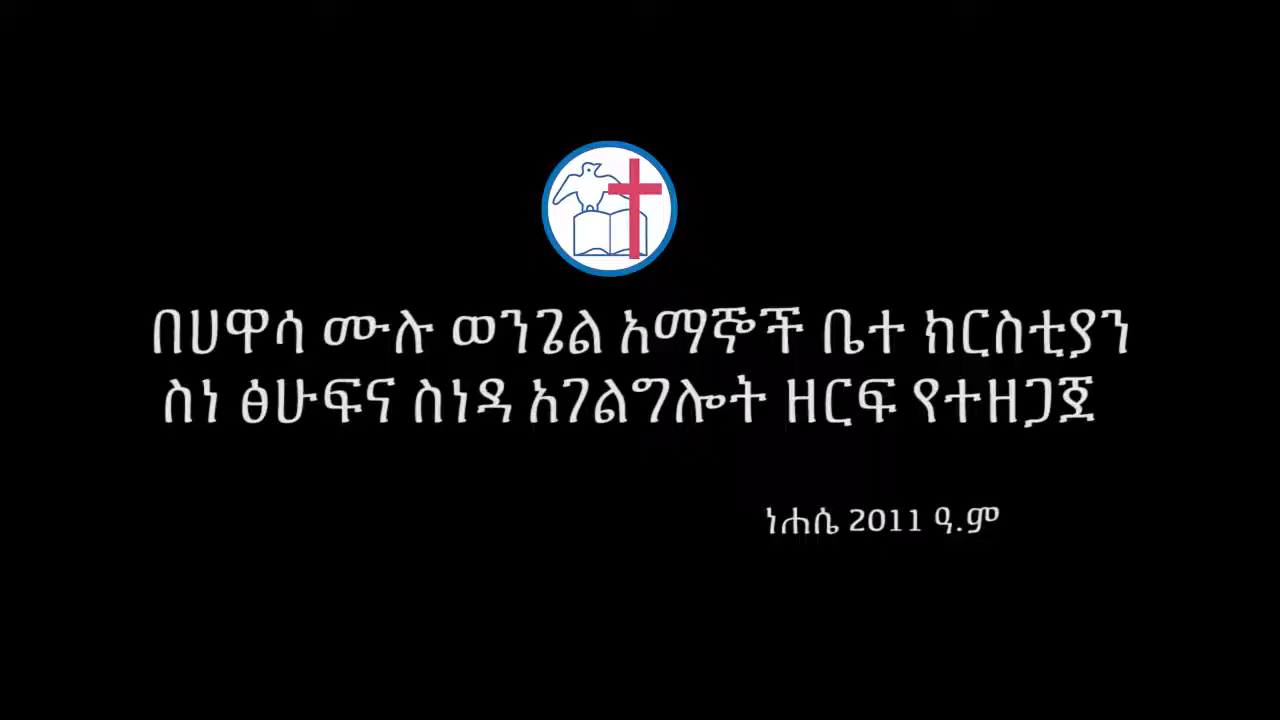 በሀዋሳ ሙሉ ወንጌል አማኞች ቤተ ክርስቲያን
ስነ ፅሁፍና ስነዳ አገልግሎት ዘርፍ የተዘጋጀ
ነሐሴ 2011 ዓ.ም